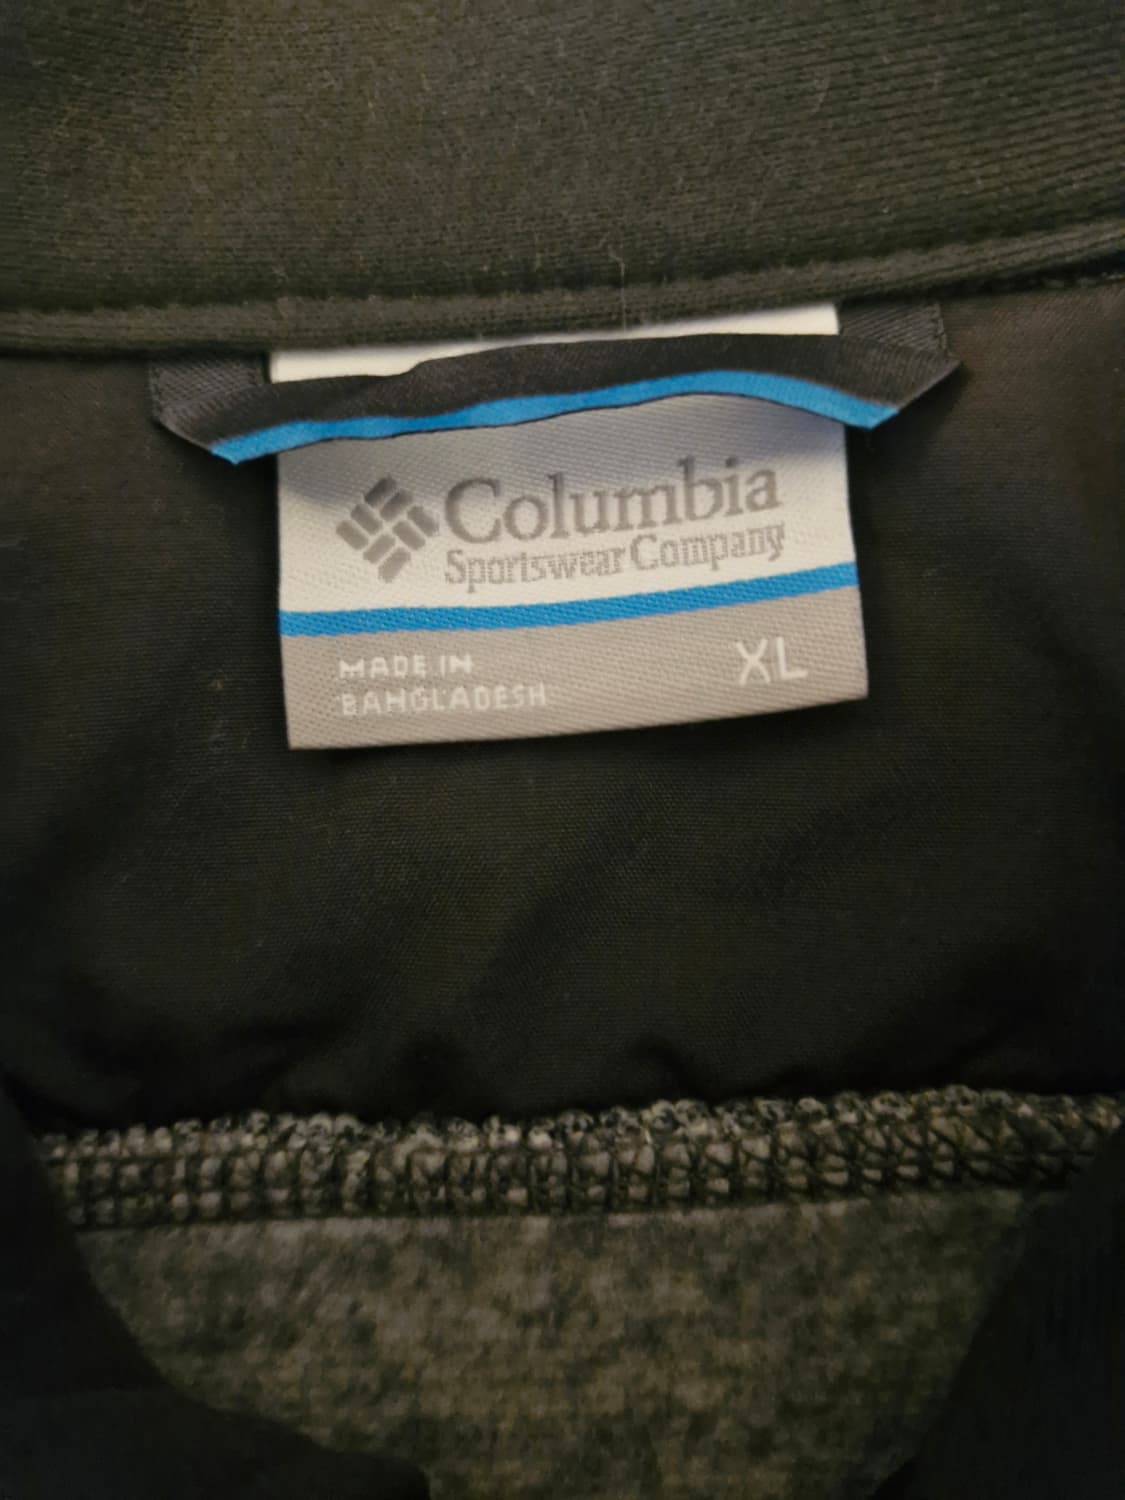 Columbia
Sportswear Company
MADE IN
BANGLADESH
XL